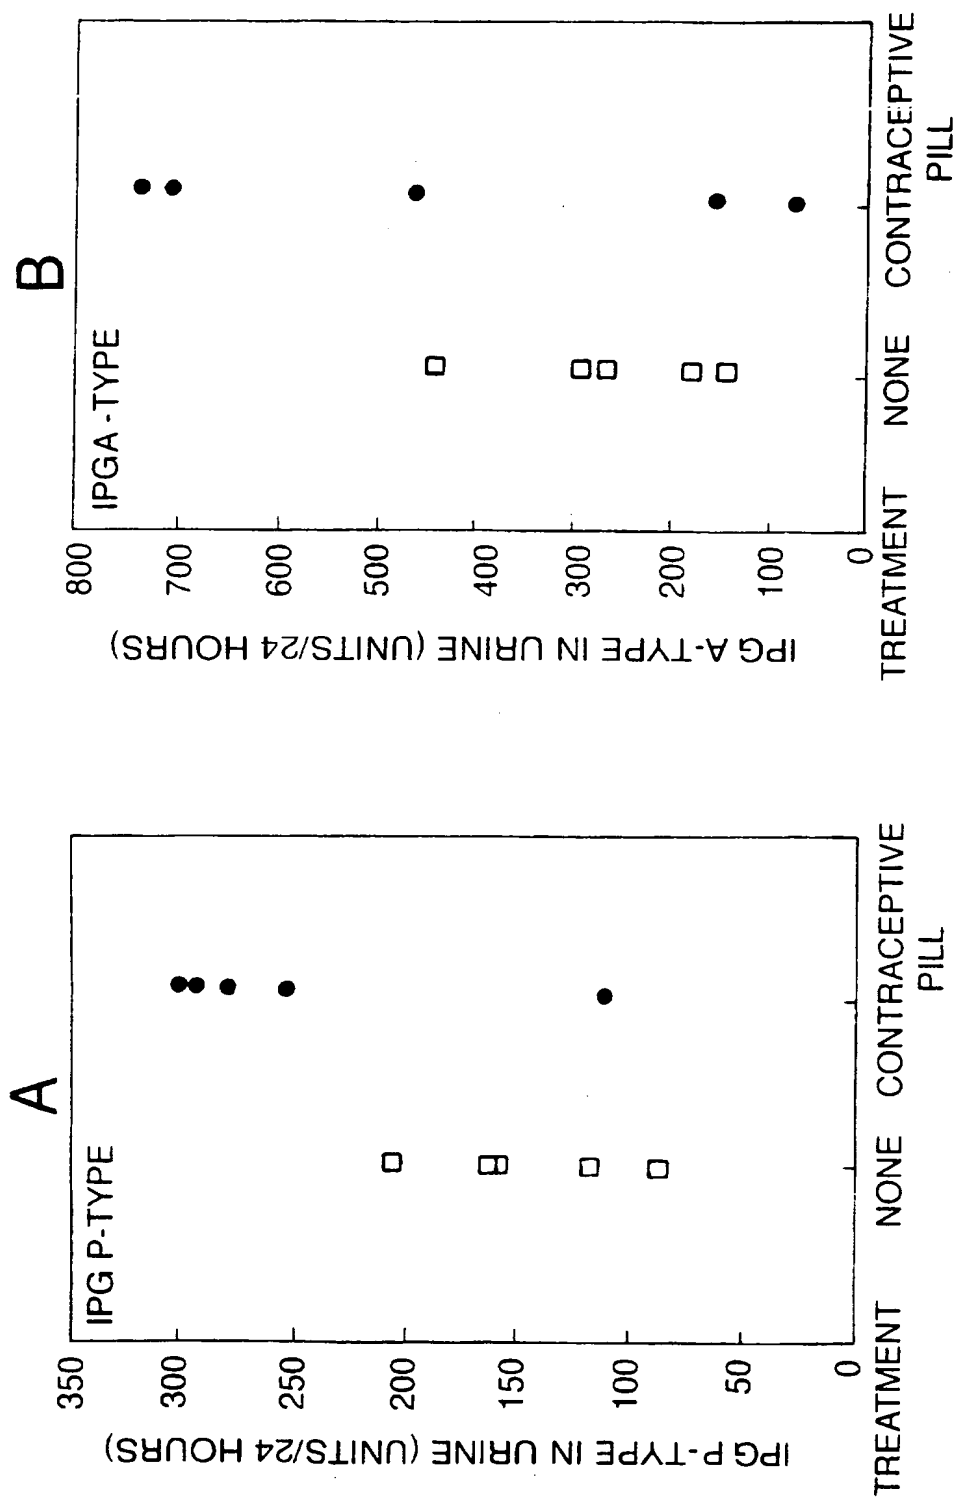 A
IPG P-TYPE
IPG P-TYPE IN URINE (UNITS/24 HOURS)
350
300
250
200
150
100
50
0
TREATMENT NONE CONTRACEPTIVE
PILL
B
IPGA -TYPE
IPG A-TYPE IN URINE (UNITS/24 HOURS)
800
700
500
400
300
200
100
0
TREATMENT NONE CONTRACEPTIVE
PILL